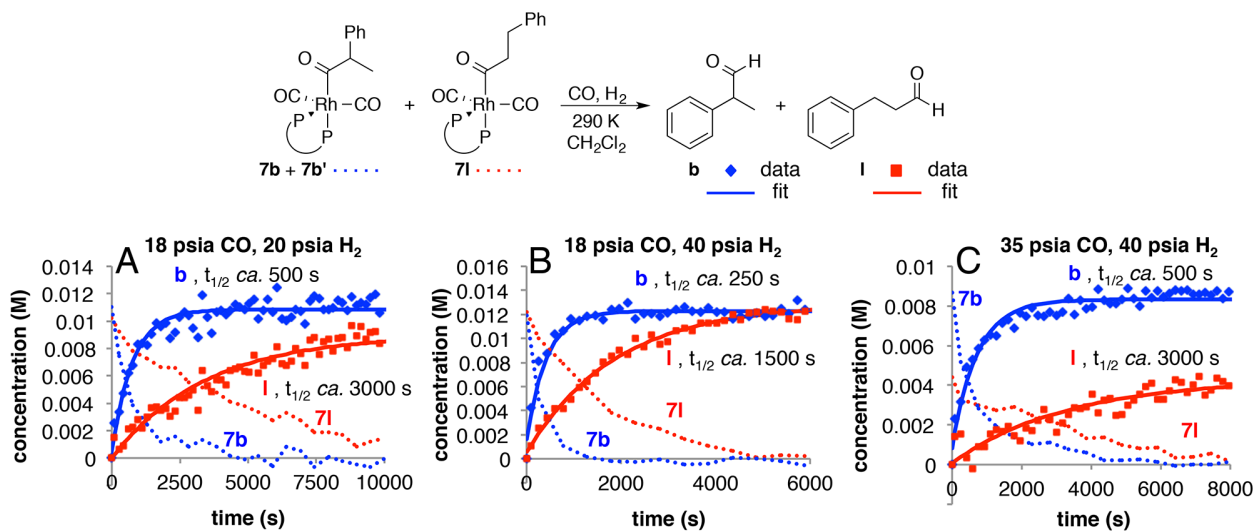 Ph
O
OC
Rh
CO
P
P
7b + 7b'
+
Ph
O
OC
Rh
CO
P
P
7l
CO, H₂
290 K
CH₂Cl₂
O
H
b
data
fit
+
O
H
l
data
fit
A
18 psia CO, 20 psia H₂
concentration (M)
0.014
0.012
0.01
0.008
0.006
0.004
0.002
0
b , t₁/₂ ca. 500 s
l , t₁/₂ ca. 3000 s
7l
7b
0 2500 5000 7500 10000
time (s)
B
18 psia CO, 40 psia H₂
concentration (M)
0.016
0.014
0.012
0.01
0.008
0.006
0.004
0.002
0
b , t₁/₂ ca. 250 s
l , t₁/₂ ca. 1500 s
7l
7b
0 2000 4000 6000
time (s)
C
35 psia CO, 40 psia H₂
concentration (M)
0.01
0.008
0.006
0.004
0.002
0
b , t₁/₂ ca. 500 s
7b
l , t₁/₂ ca. 3000 s
7l
7b
0 2000 4000 6000 8000
time (s)